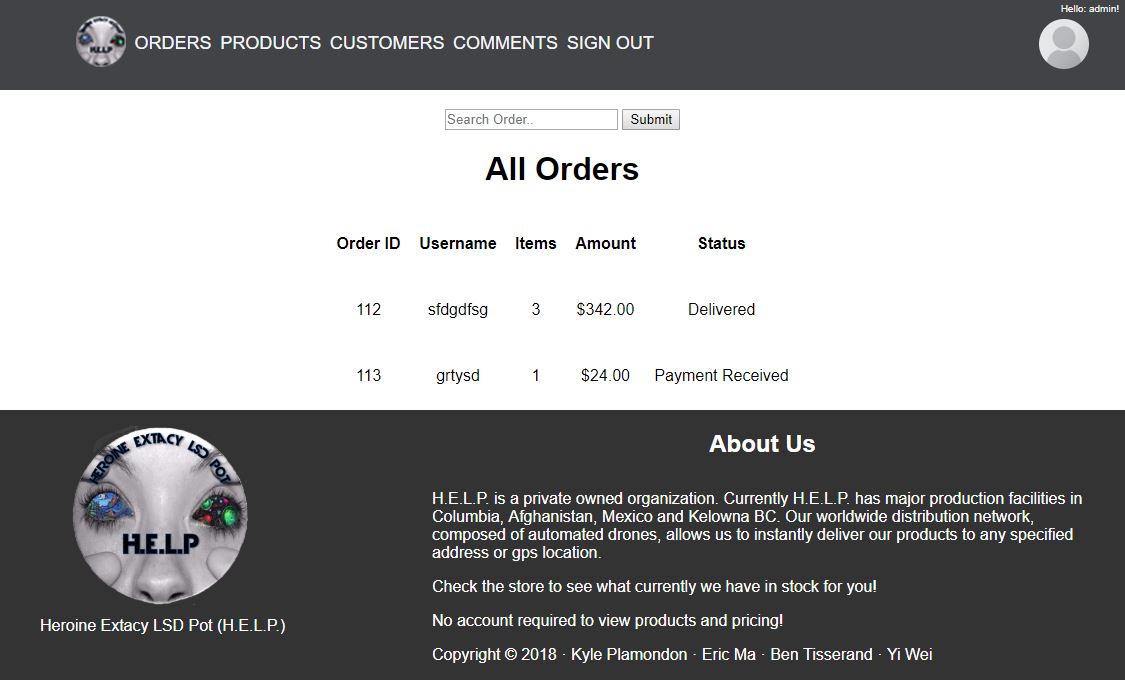 Hello: admin!
H.E.L.P
ORDERS PRODUCTS CUSTOMERS COMMENTS SIGN OUT
Search Order.. Submit
All Orders
Order ID Username Items Amount Status
112 sfdgdfsg 3 $342.00 Delivered
113 grtysd 1 $24.00 Payment Received
HEROINE EXTACY LSD POT
H.E.L.P
Heroine Extacy LSD Pot (H.E.L.P.)
About Us
H.E.L.P. is a private owned organization. Currently H.E.L.P. has major production facilities in
Columbia, Afghanistan, Mexico and Kelowna BC. Our worldwide distribution network,
composed of automated drones, allows us to instantly deliver our products to any specified
address or gps location.
Check the store to see what currently we have in stock for you!
No account required to view products and pricing!
Copyright © 2018 · Kyle Plamondon · Eric Ma · Ben Tisserand · Yi Wei